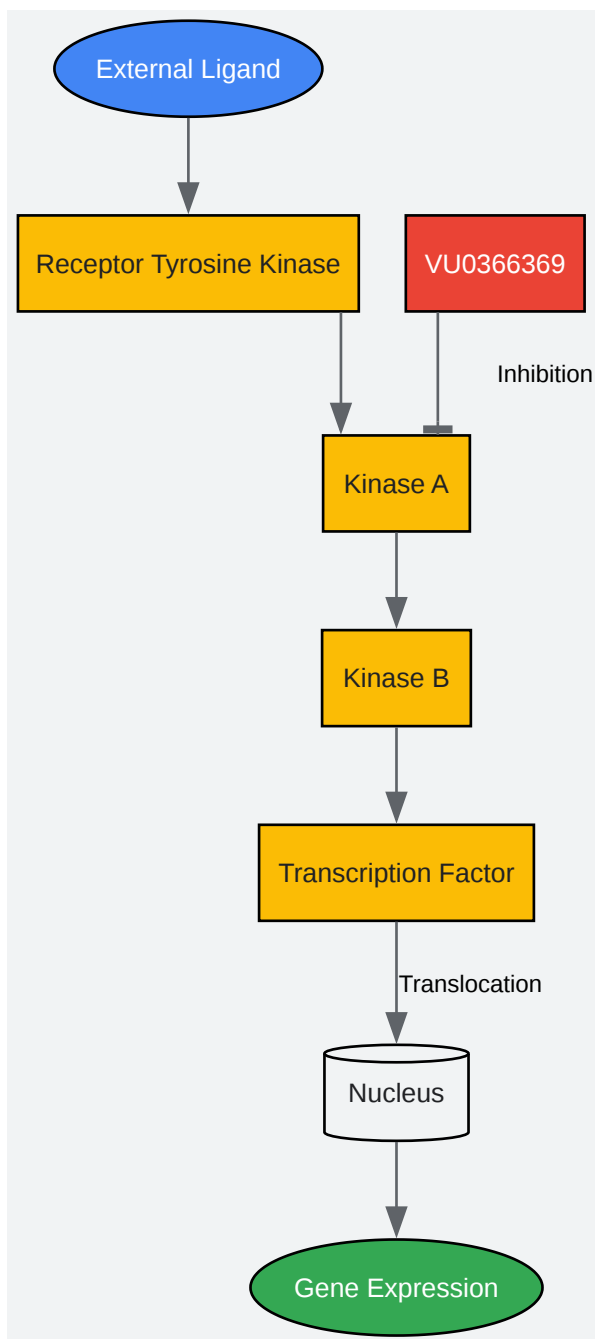 External Ligand
Receptor Tyrosine Kinase
VU0366369
Inhibition
Kinase A
Kinase B
Transcription Factor
Translocation
Nucleus
Gene Expression